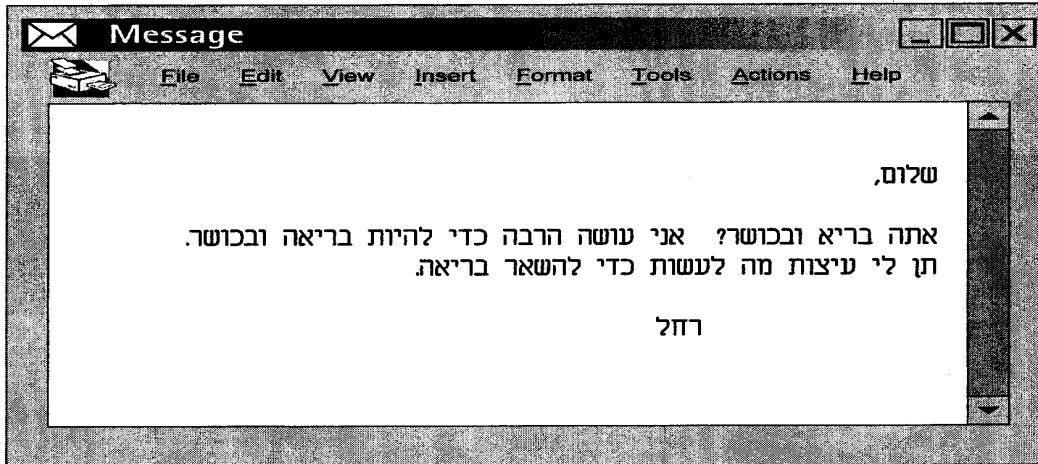 Message
File Edit View Insert Format Tools Actions Help
שלום,
אתה בריא ובכושר? אני עושה הרבה כדי להיות בריאה ובכושר.
תן לי עיצות מה לעשות כדי להשאר בריאה.
רחל